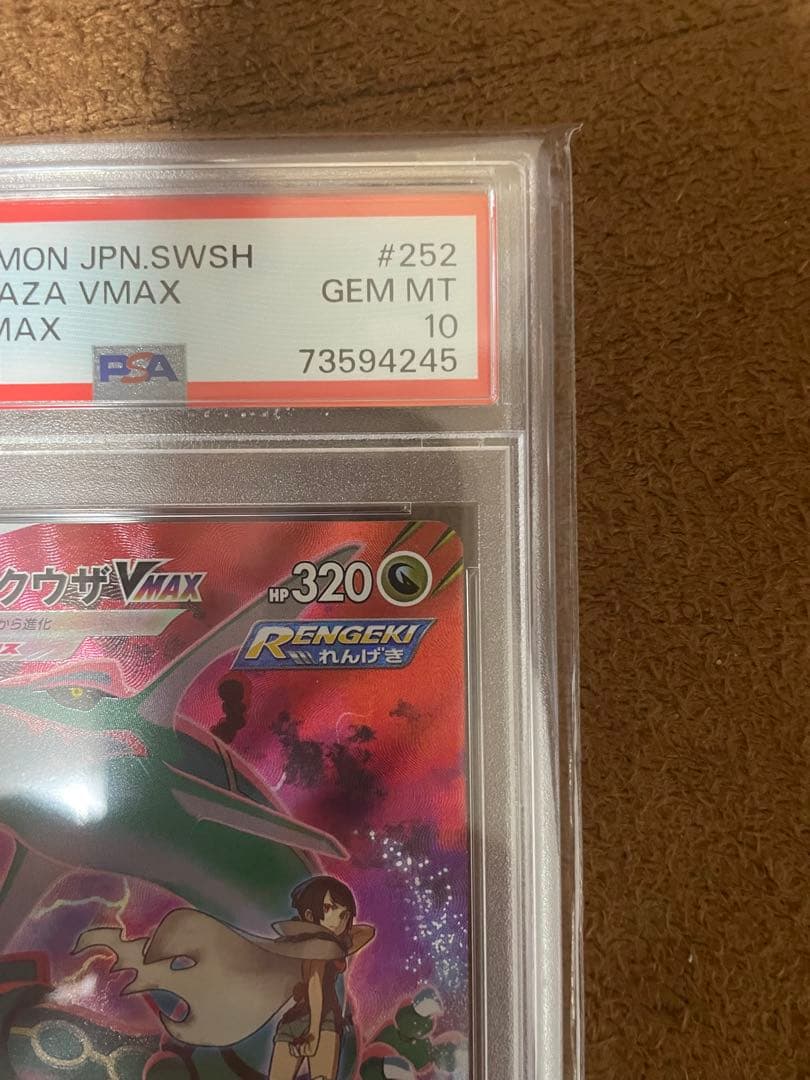 MON JPN.SWSH #252
AZA VMAX GEM MT
MAX 10
PSA 73594245
クウザVMAX HP320
から進化
RENGEKI
れんげき